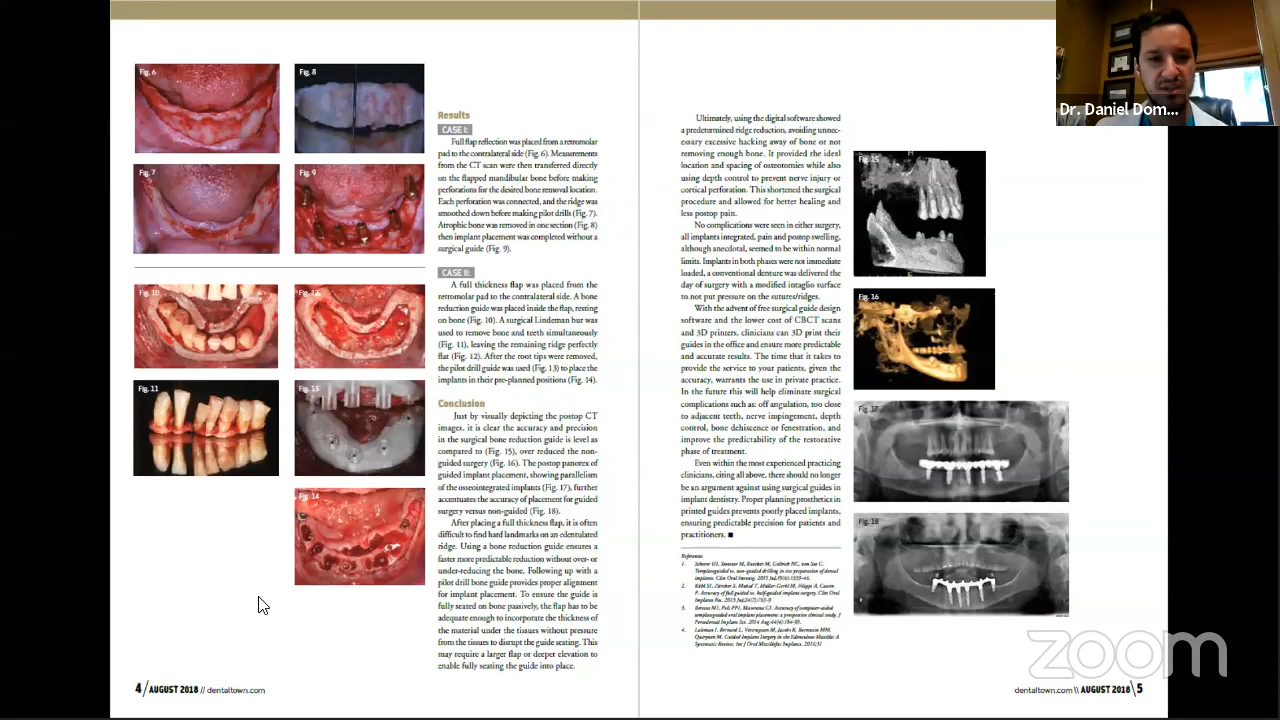 Fig. 6
Fig. 8
Fig. 7
Fig. 9
Fig. 10
Fig. 12
Fig. 11
Fig. 13
Fig. 14
Results
CASE I:
Full flap reflection was placed from a retromolar
pad to the contralateral side (Fig. 6). Measurements
from the CT scan were then transferred directly
on the flapped mandibular bone before making
perforations for the desired bone removal location.
Each perforation was connected, and the ridge was
smoothed down before making pilot drills (Fig. 7).
Atrophic bone was removed in one section (Fig. 8)
then implant placement was completed without a
surgical guide (Fig. 9).
CASE II:
A full thickness flap was placed from the
retromolar pad to the contralateral side. A bone
reduction guide was placed inside the flap, resting
on bone (Fig. 10). A surgical Lindeman bur was
used to remove bone and teeth simultaneously
(Fig. 11), leaving the remaining ridge perfectly
flat (Fig. 12). After the root tips were removed,
the pilot drill guide was used (Fig. 13) to place the
implants in their pre-planned positions (Fig. 14).
Conclusion
Just by visually depicting the postop CT
images, it is clear the accuracy and precision
in the surgical bone reduction guide is level as
compared to (Fig. 15), over reduced the non-
guided surgery (Fig. 16). The postop panorex of
guided implant placement, showing parallelism
of the osseointegrated implants (Fig. 17), further
accentuates the accuracy of placement for guided
surgery versus non-guided (Fig. 18).
After placing a full thickness flap, it is often
difficult to find hard landmarks on an edentulated
ridge. Using a bone reduction guide ensures a
faster more predictable reduction without over- or
under-reducing the bone. Following up with a
pilot drill bone guide provides proper alignment
for implant placement. To ensure the guide is
fully seated on bone passively, the flap has to be
adequate enough to incorporate the thickness of
the material under the tissues without pressure
from the tissues to disrupt the guide seating. This
may require a larger flap or deeper elevation to
enable fully seating the guide into place.
4 / AUGUST 2018 // dentaltown.com
Ultimately, using the digital software showed
a predetermined ridge reduction, avoiding unnec-
essary excessive hacking away of bone or not
removing enough bone. It provided the ideal
location and spacing of osteotomies while also
using depth control to prevent nerve injury or
cortical perforation. This shortened the surgical
procedure and allowed for better healing and
less postop pain.
No complications were seen in either surgery,
all implants integrated, pain and postop swelling,
although anecdotal, seemed to be within normal
limits. Implants in both phases were not immediate
loaded, a conventional denture was delivered the
day of surgery with a modified intaglio surface
to not put pressure on the sutures/ridges.
With the advent of free surgical guide design
software and the lower cost of CBCT scans
and 3D printers, clinicians can 3D print their
guides in the office and ensure more predictable
and accurate results. The time that it takes to
provide the service to your patients, given the
accuracy, warrants the use in private practice.
In the future this will help eliminate surgical
complications such as: off angulation, too close
to adjacent teeth, nerve impingement, depth
control, bone dehiscence or fenestration, and
improve the predictability of the restorative
phase of treatment.
Even within the most experienced practicing
clinicians, citing all above, there should no longer
be an argument against using surgical guides in
implant dentistry. Proper planning prosthetics in
printed guides prevents poorly placed implants,
ensuring predictable precision for patients and
practitioners. ■
References
Fig. 15
Fig. 16
Fig. 17
Fig. 18
dentaltown.com \\ AUGUST 2018 \ 5
Dr. Daniel Dom...
zoom